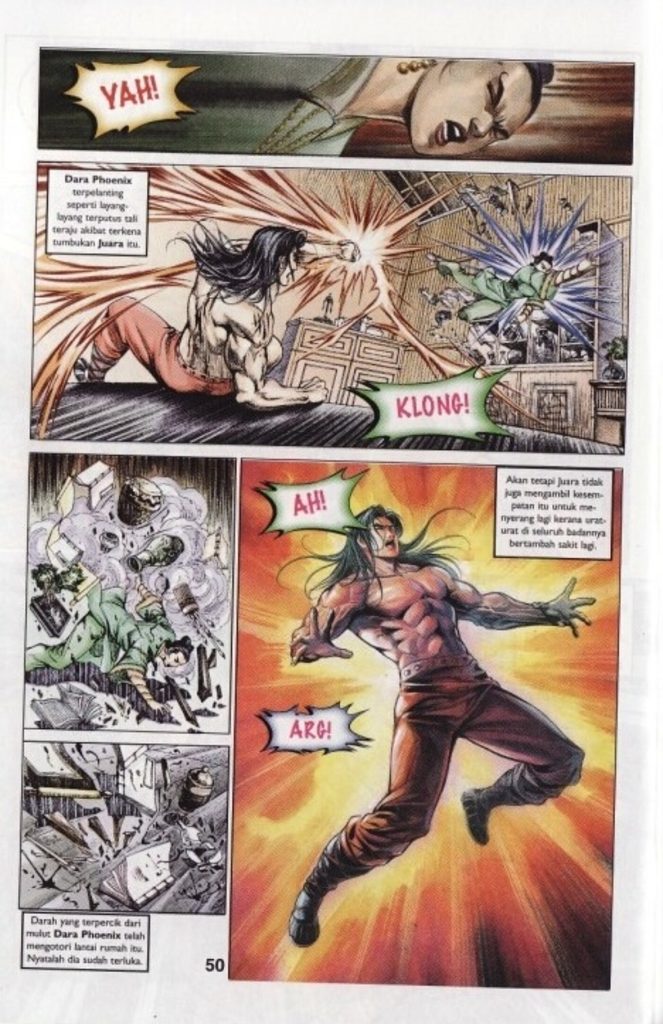 YAH!
Dara Phoenix
terpelanting
seperti layang-
layang terputus tali
teraju akibat terkena
tumbukan Juara itu.
KLONG!
AH!
Akan tetapi Juara tidak
juga mengambil kesem-
patan itu untuk me-
nyerang lagi kerana urat-
urat di seluruh badannya
bertambah sakit lagi.
ARG!
Darah yang terpercik dari
mulut Dara Phoenix telah
mengotori lantai rumah itu.
Nyatalah dia sudah terluka.
50